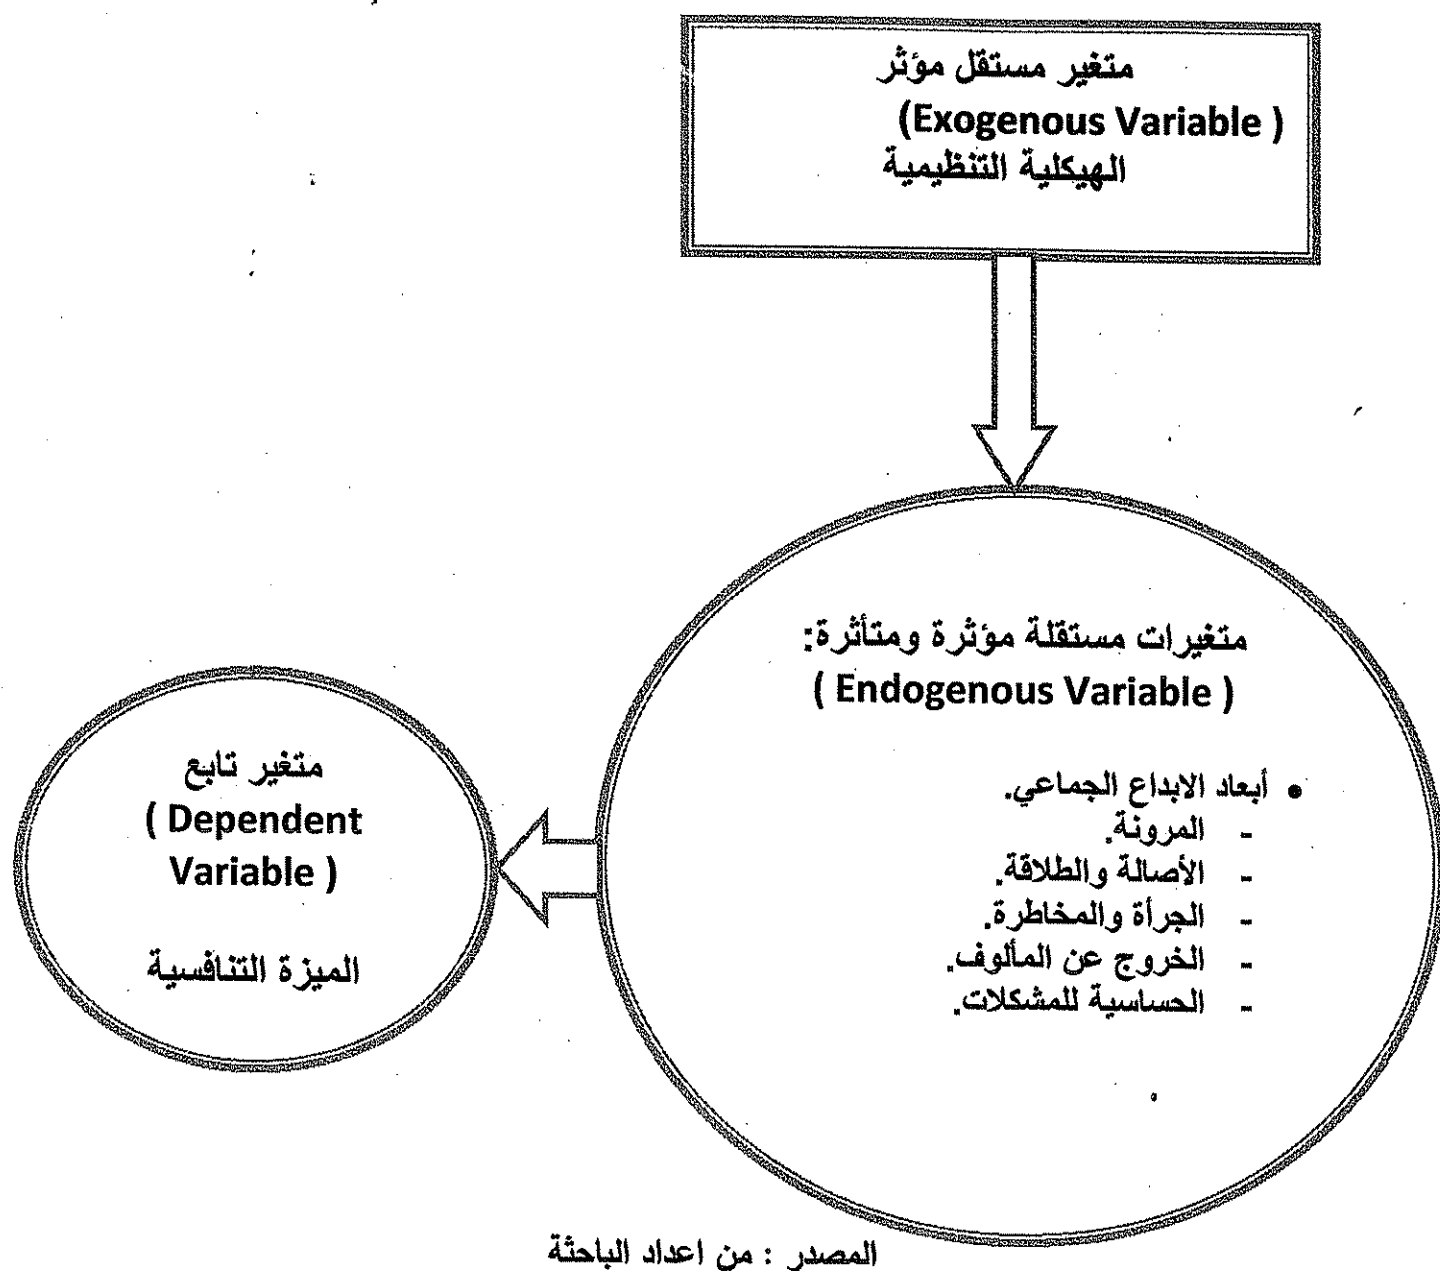 متغير مستقل مؤثر
(Exogenous Variable )
الهيكلية التنظيمية
متغيرات مستقلة مؤثرة ومتأثرة:
( Endogenous Variable )
• أبعاد الابداع الجماعي.
- المرونة.
- الأصالة والطلاقة.
- الجرأة والمخاطرة.
- الخروج عن المألوف.
- الحساسية للمشكلات.
متغير تابع
( Dependent
Variable )
الميزة التنافسية
المصدر : من اعداد الباحثة